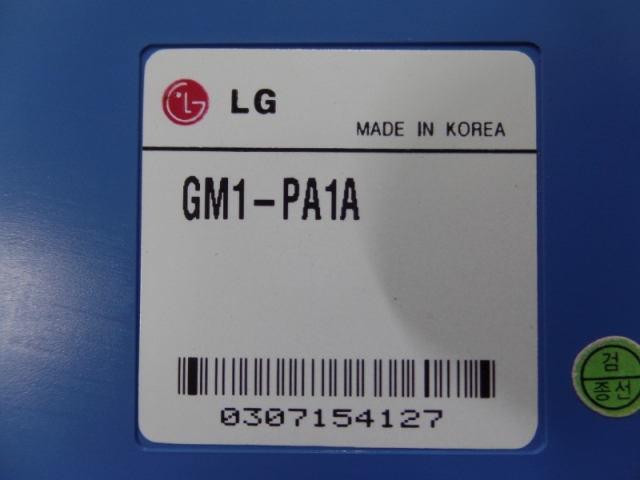 LG
MADE IN KOREA
GM1-PA1A
0307154127
검
종선